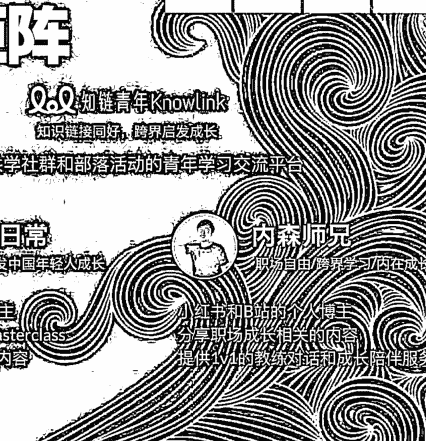 矩阵
知链青年Knowlink
知识链接同好，跨界启发成长
学社群和部落活动的青年学习交流平台
日常
内森师兄
发中国年轻人成长
职场自由/跨界学习/内在成长
主
小红书和B站的个人博主
asterclass
分享职场成长相关的内容
内容
提供1v1的教练对话和成长陪伴服务